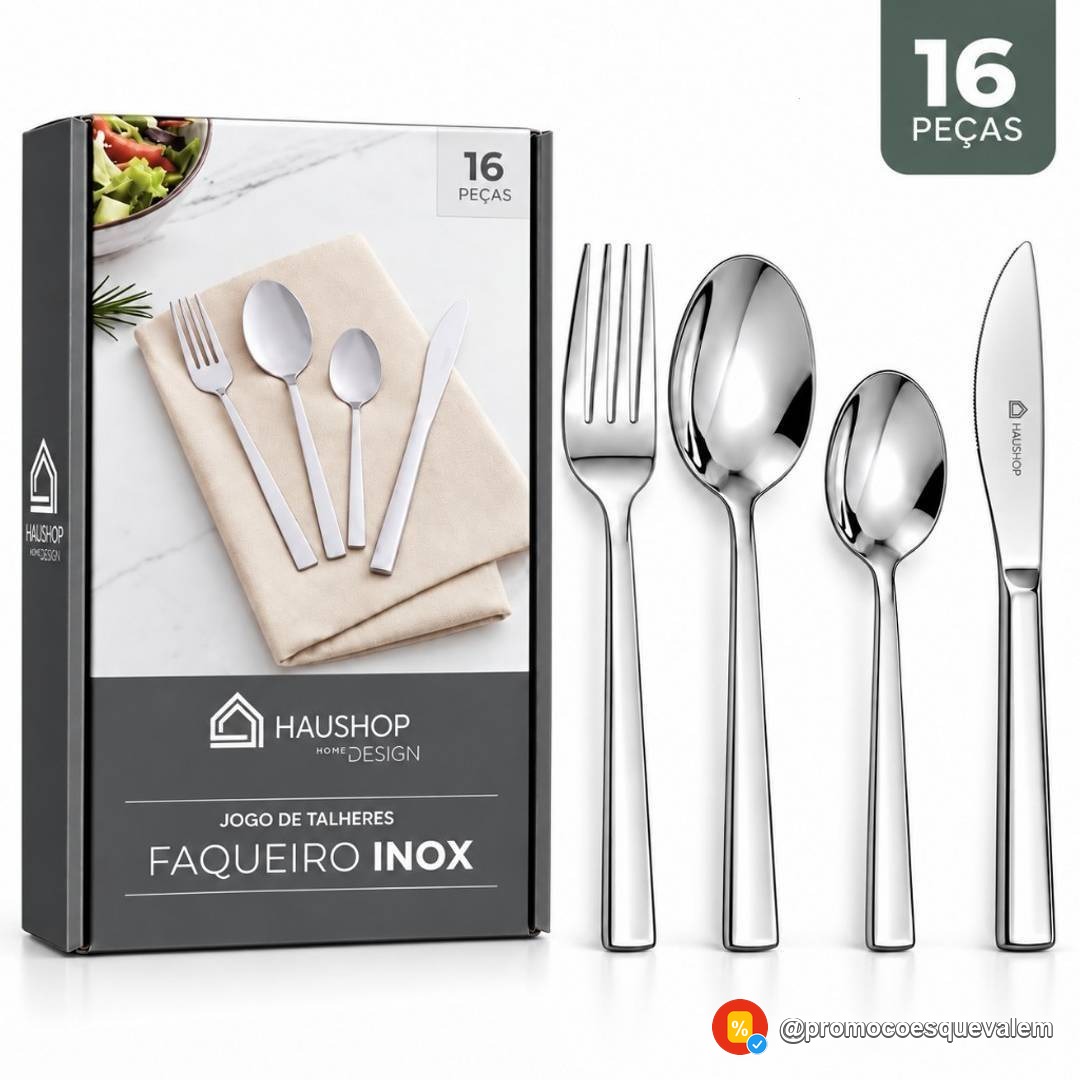 16
PEÇAS
16
PEÇAS
HAUSHOP
HAUSHOP
HOME DESIGN
HAUSHOP
HOME DESIGN
JOGO DE TALHERES
FAQUEIRO INOX
%
@promocoesquevalem